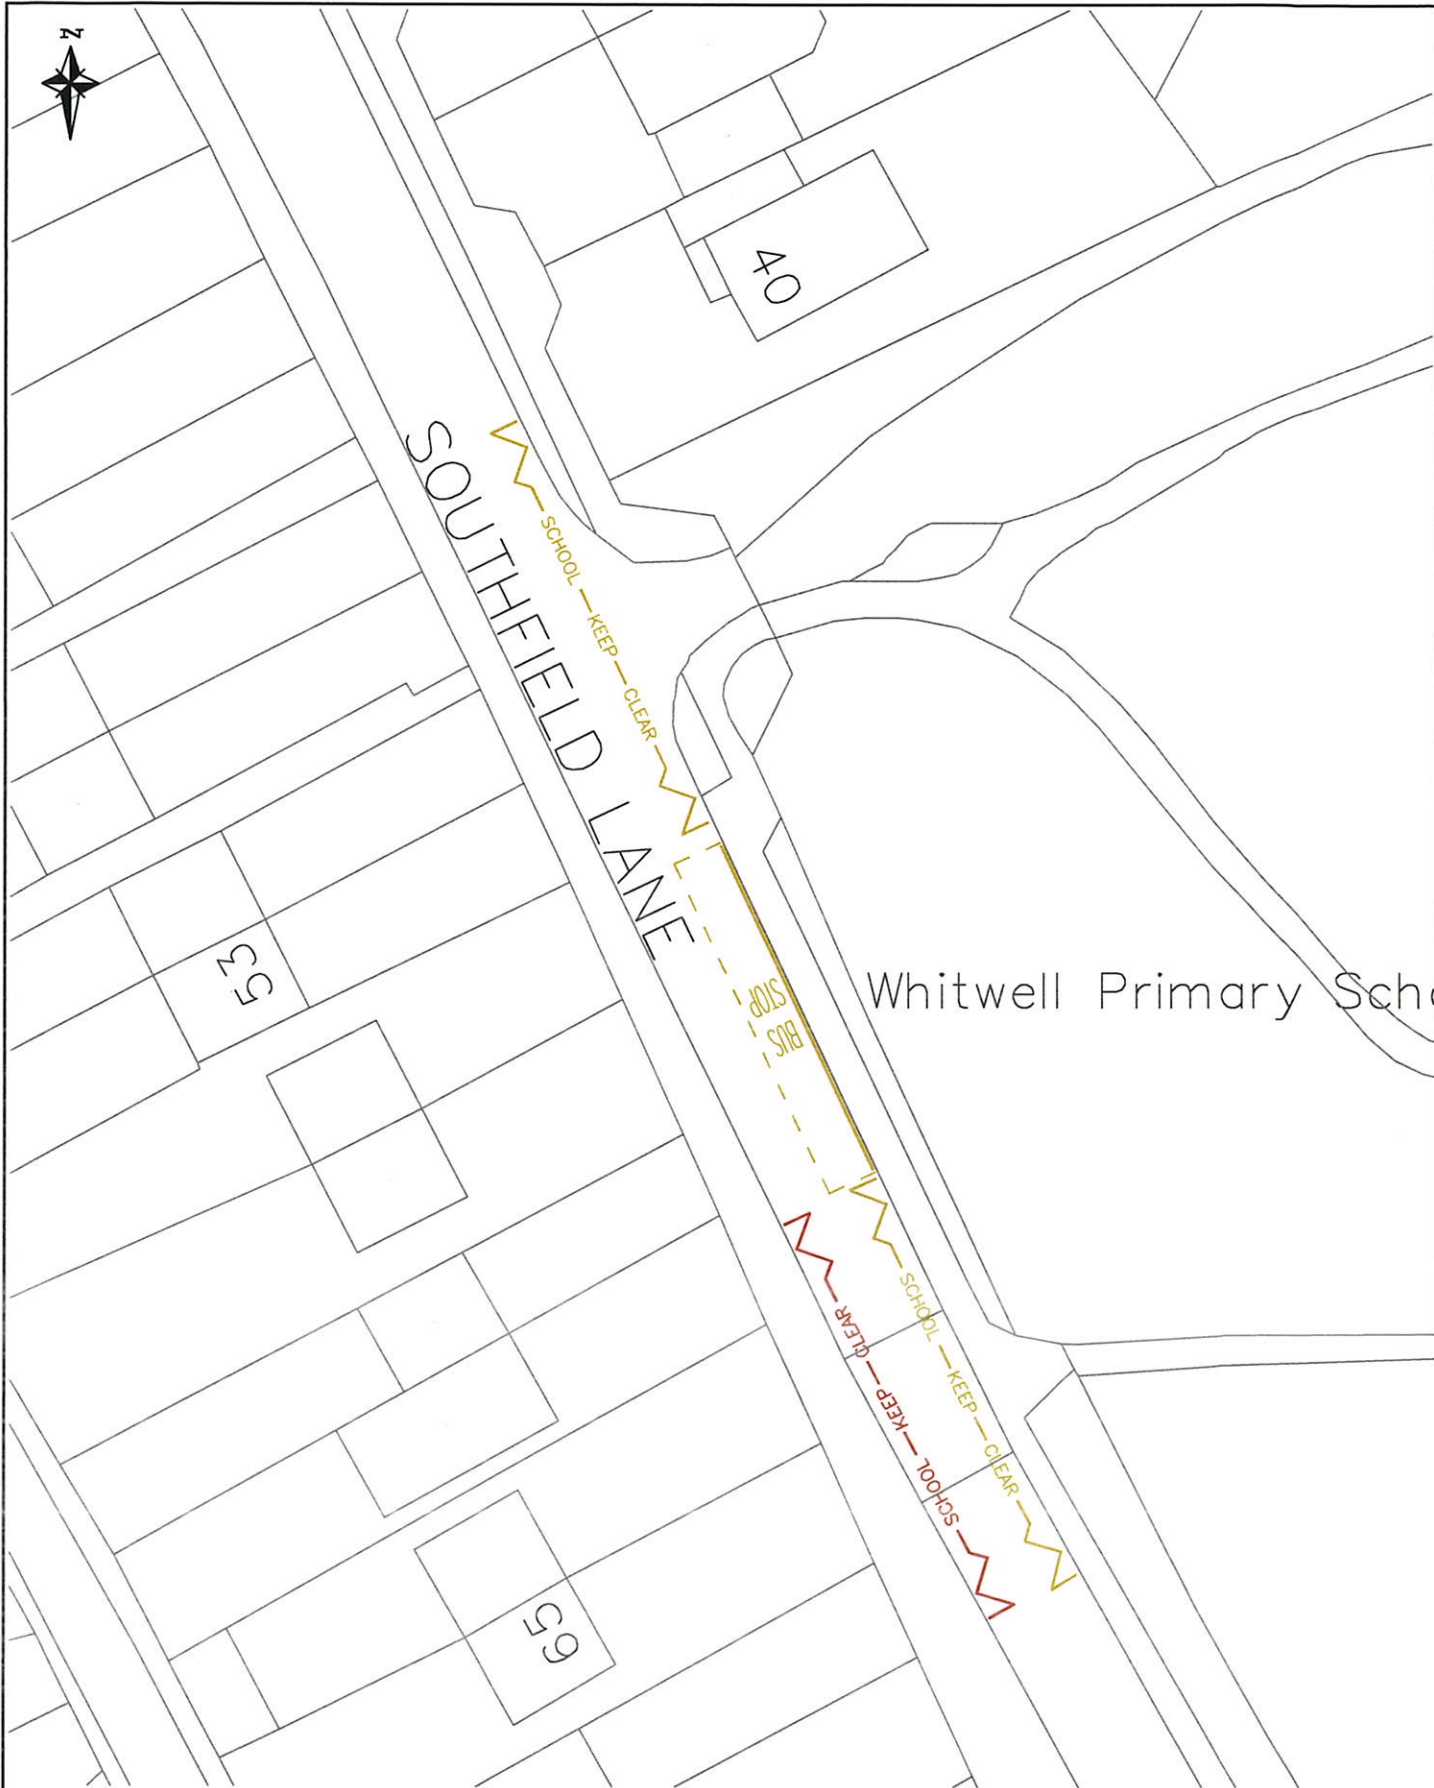 N
40
SOUTHFIELD LANE
SCHOOL KEEP CLEAR
53
BUS
STOP
Whitwell Primary Scho
SCHOOL KEEP CLEAR
SCHOOL KEEP CLEAR
65